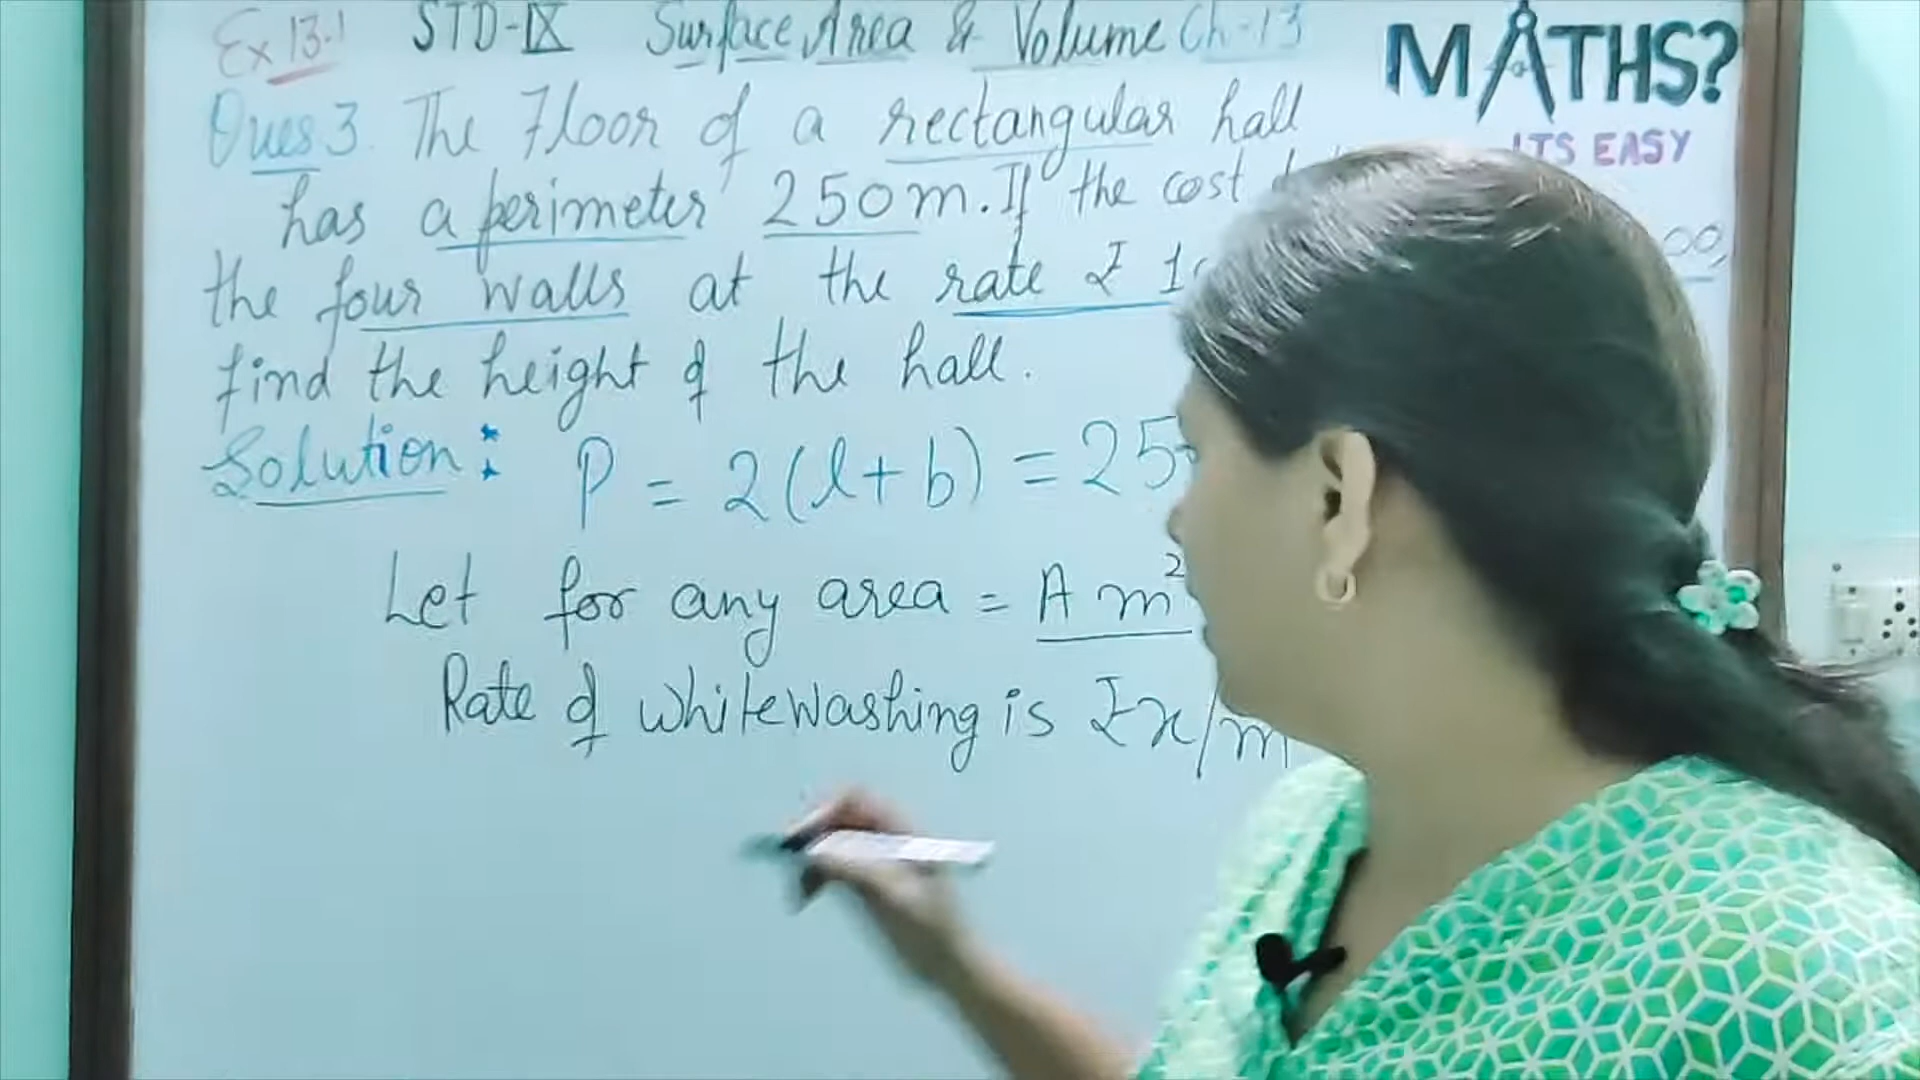 Ex 13.1 STD-IX Surface Area & Volume Ch-13
MATHS?
ITS EASY
Ques 3. The Floor of a rectangular hall
has a perimeter 250m. If the cost
the four walls at the rate ₹
find the height of the hall.
Solution: P = 2(l+b) = 25
Let for any area = A m²
Rate of whitewashing is ₹x/m